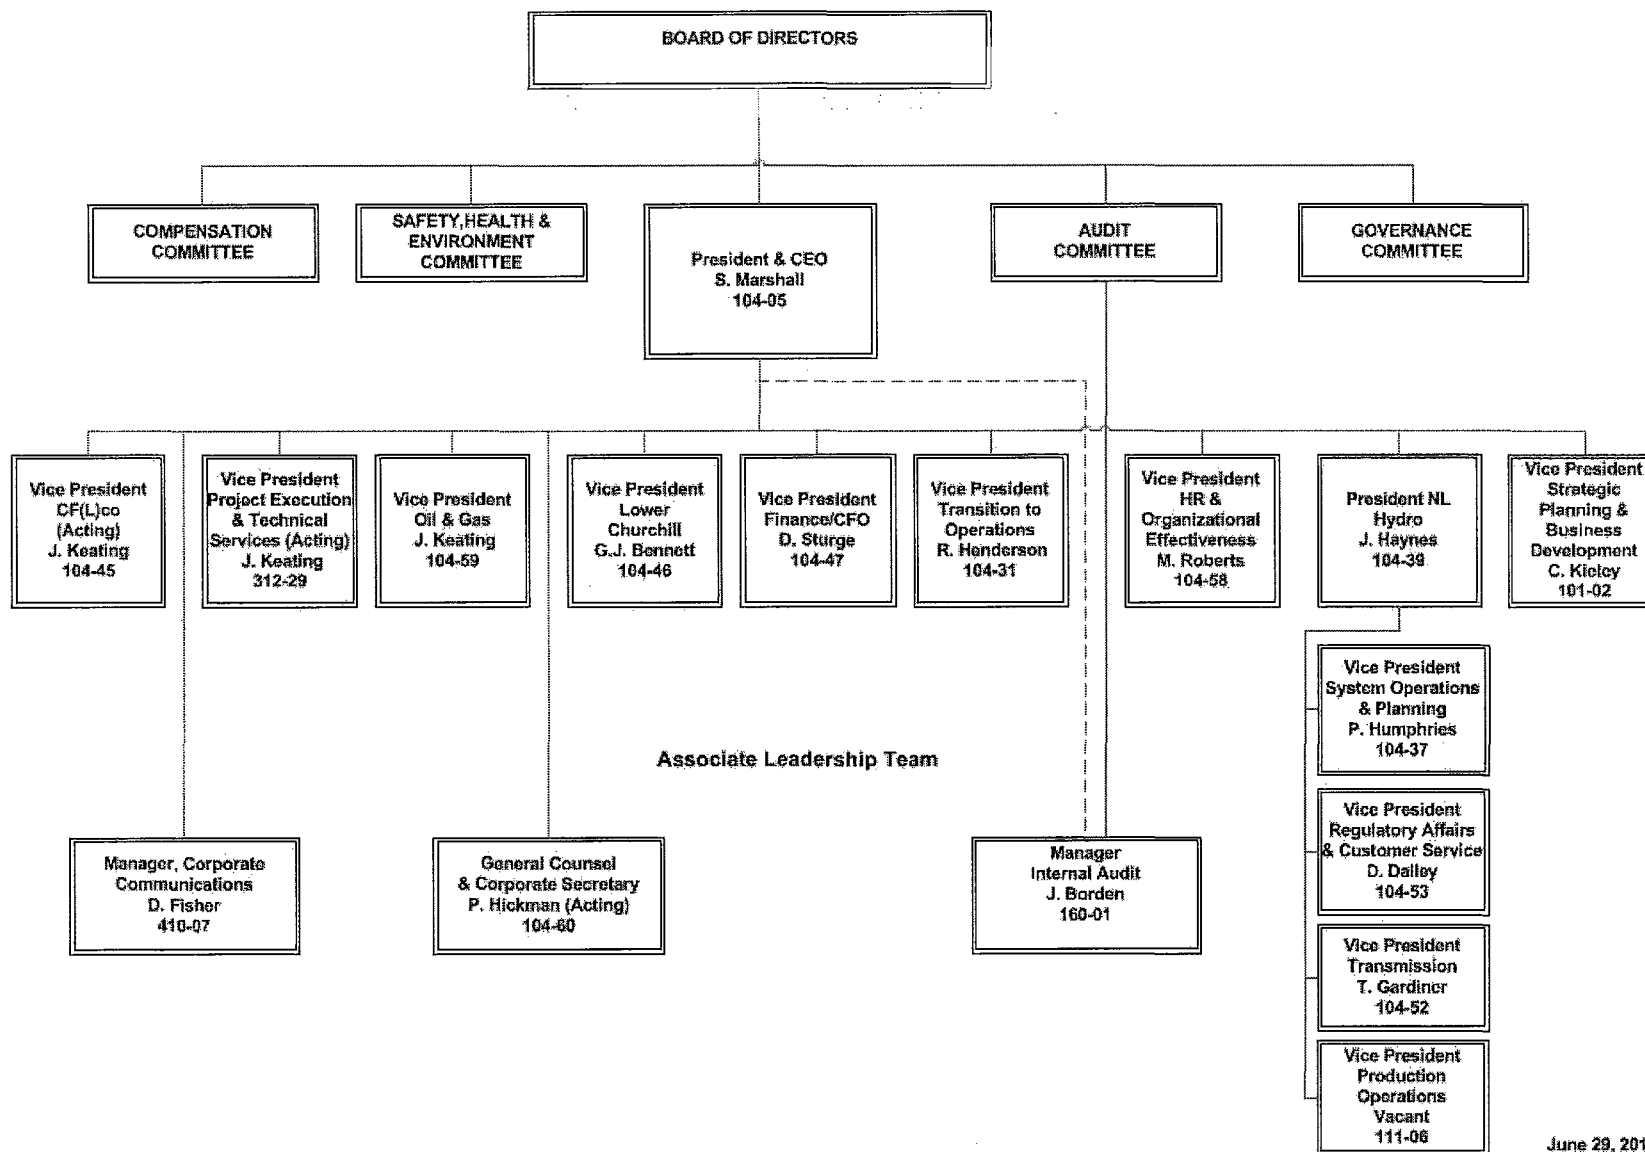 BOARD OF DIRECTORS
COMPENSATION
COMMITTEE
SAFETY,HEALTH &
ENVIRONMENT
COMMITTEE
President & CEO
S. Marshall
104-05
AUDIT
COMMITTEE
GOVERNANCE
COMMITTEE
Vice President
CF(L)co
(Acting)
J. Keating
104-45
Vice President
Project Execution
& Technical
Services (Acting)
J. Keating
312-29
Vice President
Oil & Gas
J. Keating
104-59
Vice President
Lower
Churchill
G.J. Bennett
104-46
Vice President
Finance/CFO
D. Sturge
104-47
Vice President
Transition to
Operations
R. Henderson
104-31
Vice President
HR &
Organizational
Effectiveness
M. Roberts
104-58
President NL
Hydro
J. Haynes
104-39
Vice President
Strategic
Planning &
Business
Development
C. Kieley
101-02
Vice President
System Operations
& Planning
P. Humphries
104-37
Associate Leadership Team
Vice President
Regulatory Affairs
& Customer Service
D. Dalley
104-53
Manager, Corporate
Communications
D. Fisher
410-07
General Counsel
& Corporate Secretary
P. Hickman (Acting)
104-60
Manager
Internal Audit
J. Borden
160-01
Vice President
Transmission
T. Gardiner
104-52
Vice President
Production
Operations
Vacant
111-06
June 29, 201